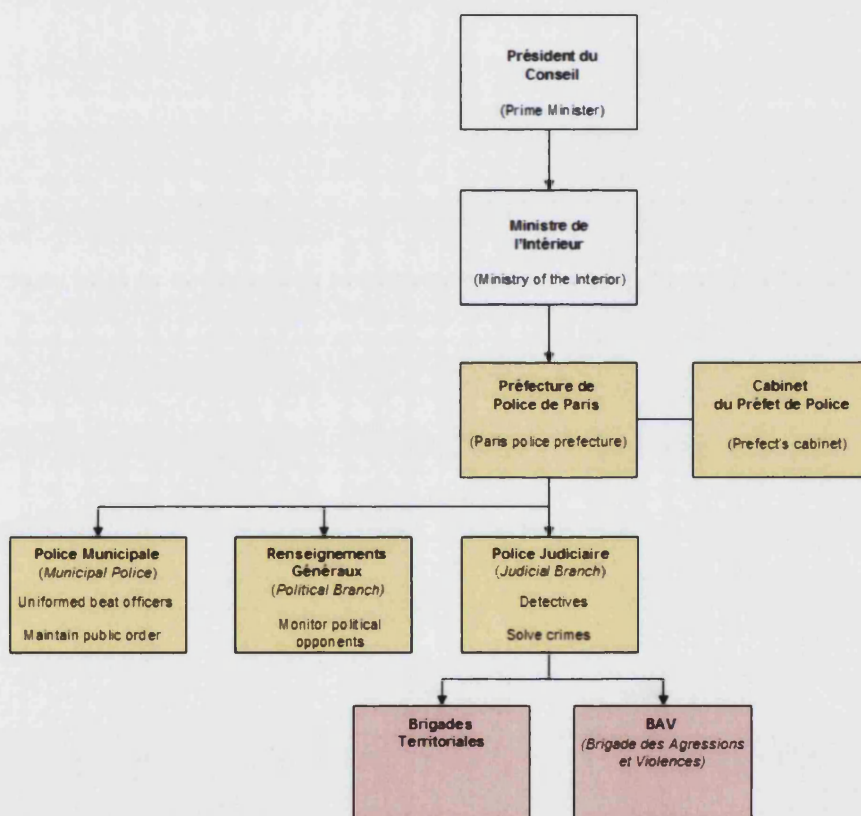 Président du
Conseil
(Prime Minister)
Ministre de
l'Intérieur
(Ministry of the Interior)
Préfecture de
Police de Paris
(Paris police prefecture)
Cabinet
du Préfet de Police
(Prefect's cabinet)
Police Municipale
(Municipal Police)
Uniformed beat officers
Maintain public order
Renseignements
Généraux
(Political Branch)
Monitor political
opponents
Police Judiciaire
(Judicial Branch)
Detectives
Solve crimes
Brigades
Territoriales
BAV
(Brigade des Agressions
et Violences)